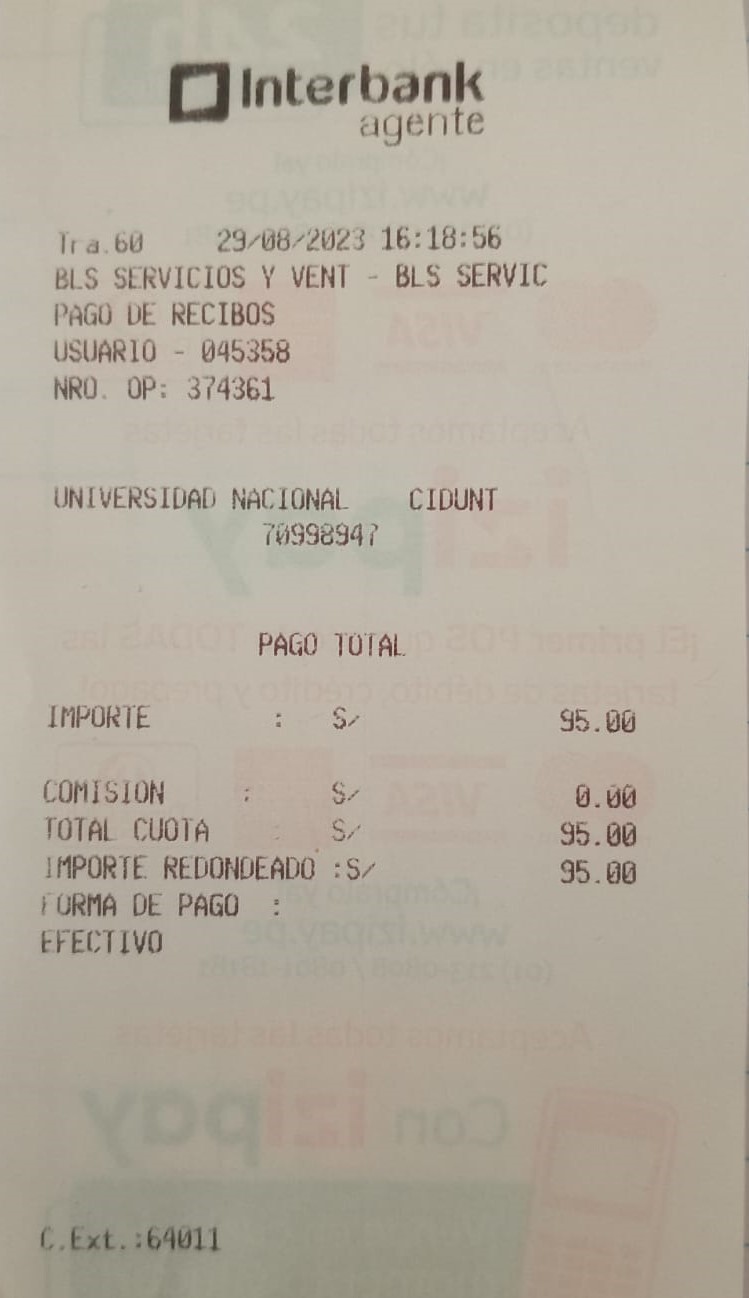 Interbank
agente
Tra.60 29/08/2023 16:18:56
BLS SERVICIOS Y VENT - BLS SERVIC
PAGO DE RECIBOS
USUARIO - 045358
NRO. OP: 374361
UNIVERSIDAD NACIONAL CIDUNT
70998947
PAGO TOTAL
IMPORTE : S/ 95.00
COMISION : S/ 0.00
TOTAL CUOTA : S/ 95.00
IMPORTE REDONDEADO :S/ 95.00
FORMA DE PAGO :
EFECTIVO
C.Ext.:64011